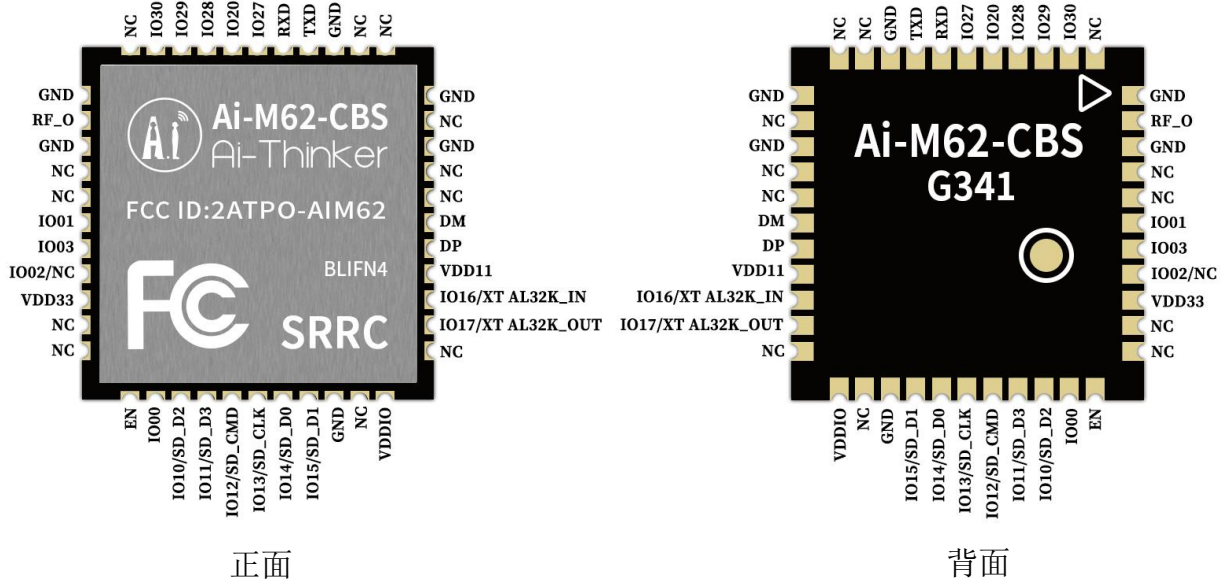 NC
IO30
IO29
IO28
IO20
IO27
RXD
TXD
GND
NC
NC
GND
RF_O
GND
NC
NC
IO01
IO03
IO02/NC
VDD33
NC
NC
Ai
Ai-M62-CBS
Ai-Thinker
FCC ID:2ATPO-AIM62
BLIFN4
FC
SRRC
GND
NC
GND
NC
NC
DM
DP
VDD11
IO16/XT AL32K_IN
IO17/XT AL32K_OUT
NC
EN
IO00
IO10/SD_D2
IO11/SD_D3
IO12/SD_CMD
IO13/SD_CLK
IO14/SD_D0
IO15/SD_D1
GND
NC
VDDIO
正面
NC
NC
GND
TXD
RXD
IO27
IO20
IO28
IO29
IO30
NC
GND
NC
GND
NC
NC
DM
DP
VDD11
IO16/XT AL32K_IN
IO17/XT AL32K_OUT
NC
Ai-M62-CBS
G341
GND
RF_O
GND
NC
NC
IO01
IO03
IO02/NC
VDD33
NC
NC
VDDIO
NC
GND
IO15/SD_D1
IO14/SD_D0
IO13/SD_CLK
IO12/SD_CMD
IO11/SD_D3
IO10/SD_D2
IO00
EN
背面